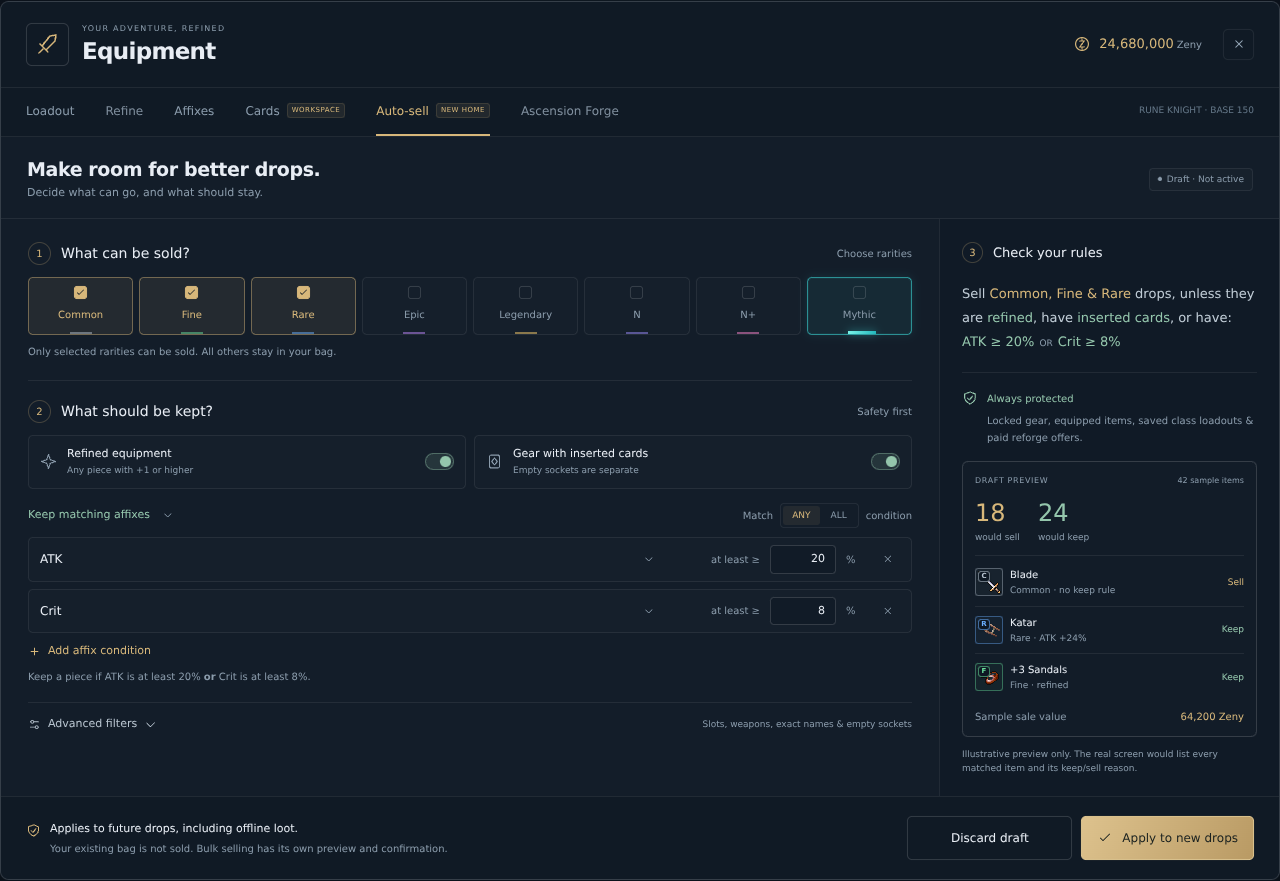 YOUR ADVENTURE, REFINED
Equipment
24,680,000 Zeny
Loadout
Refine
Affixes
Cards WORKSPACE
Auto-sell NEW HOME
Ascension Forge
RUNE KNIGHT · BASE 150
Make room for better drops.
Decide what can go, and what should stay.
Draft · Not active
1 What can be sold?
Choose rarities
Common
Fine
Rare
Epic
Legendary
N
N+
Mythic
Only selected rarities can be sold. All others stay in your bag.
2 What should be kept?
Safety first
Refined equipment
Any piece with +1 or higher
Gear with inserted cards
Empty sockets are separate
Keep matching affixes
Match ANY ALL condition
ATK at least ≥ 20 %
Crit at least ≥ 8 %
+ Add affix condition
Keep a piece if ATK is at least 20% or Crit is at least 8%.
Advanced filters
Slots, weapons, exact names & empty sockets
3 Check your rules
Sell Common, Fine & Rare drops, unless they
are refined, have inserted cards, or have:
ATK ≥ 20% OR Crit ≥ 8%
Always protected
Locked gear, equipped items, saved class loadouts &
paid reforge offers.
DRAFT PREVIEW
42 sample items
18
would sell
24
would keep
C
Blade
Common · no keep rule
Sell
R
Katar
Rare · ATK +24%
Keep
F
+3 Sandals
Fine · refined
Keep
Sample sale value
64,200 Zeny
Illustrative preview only. The real screen would list every
matched item and its keep/sell reason.
Applies to future drops, including offline loot.
Your existing bag is not sold. Bulk selling has its own preview and confirmation.
Discard draft
Apply to new drops